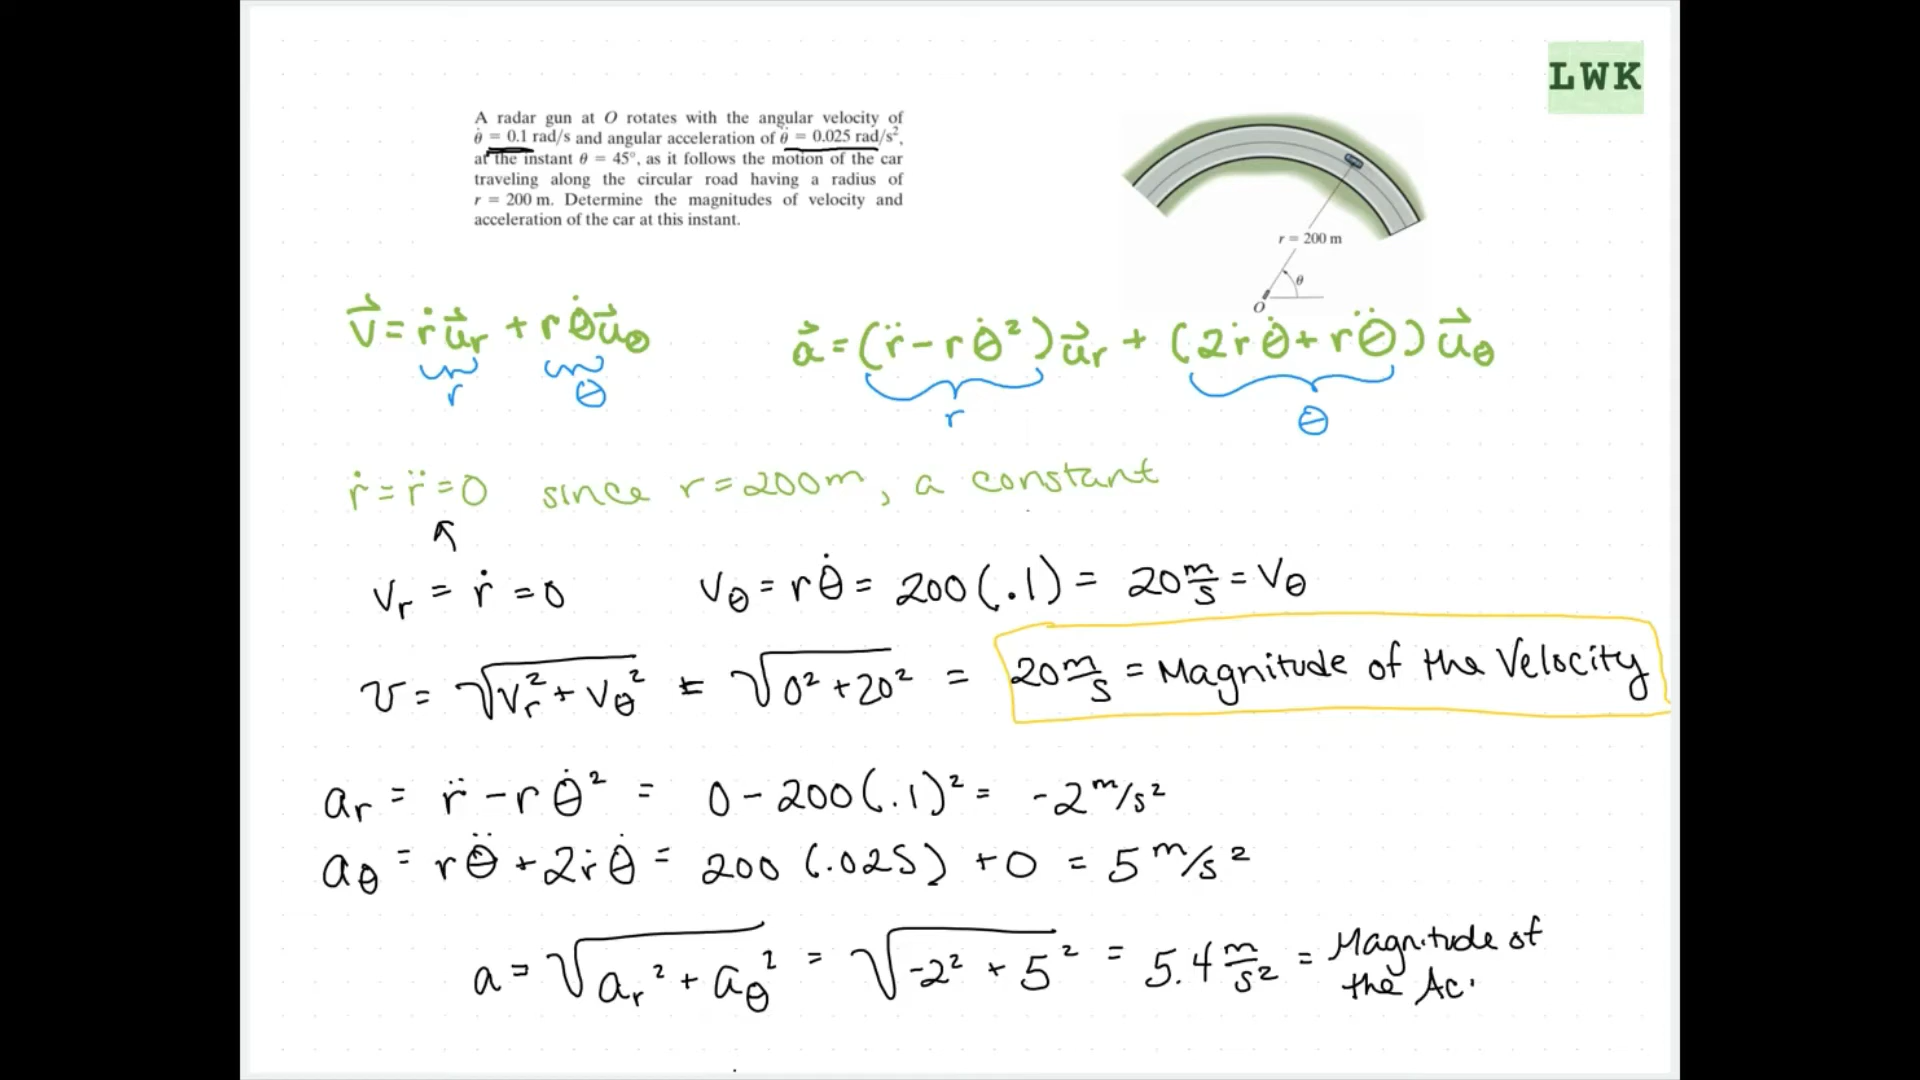 LWK
A radar gun at O rotates with the angular velocity of
θ̇ = 0.1 rad/s and angular acceleration of θ̈ = 0.025 rad/s²,
at the instant θ = 45°, as it follows the motion of the car
traveling along the circular road having a radius of
r = 200 m. Determine the magnitudes of velocity and
acceleration of the car at this instant.
r = 200 m
θ
O
v⃗ = ṙu⃗r + rθ̇u⃗θ
r θ
a⃗ = (r̈ - rθ̇²)u⃗r + (2ṙθ̇ + rθ̈)u⃗θ
r θ
ṙ = r̈ = 0 since r = 200m, a constant
Vr = ṙ = 0 Vθ = rθ̇ = 200(.1) = 20 m/s = Vθ
v = √Vr² + Vθ² = √0² + 20² = 20 m/s = Magnitude of the Velocity
ar = r̈ - rθ̇² = 0 - 200(.1)² = -2 m/s²
aθ = rθ̈ + 2ṙθ̇ = 200 (.025) + 0 = 5 m/s²
a = √ar² + aθ² = √-2² + 5² = 5.4 m/s² = Magnitude of
the Ac